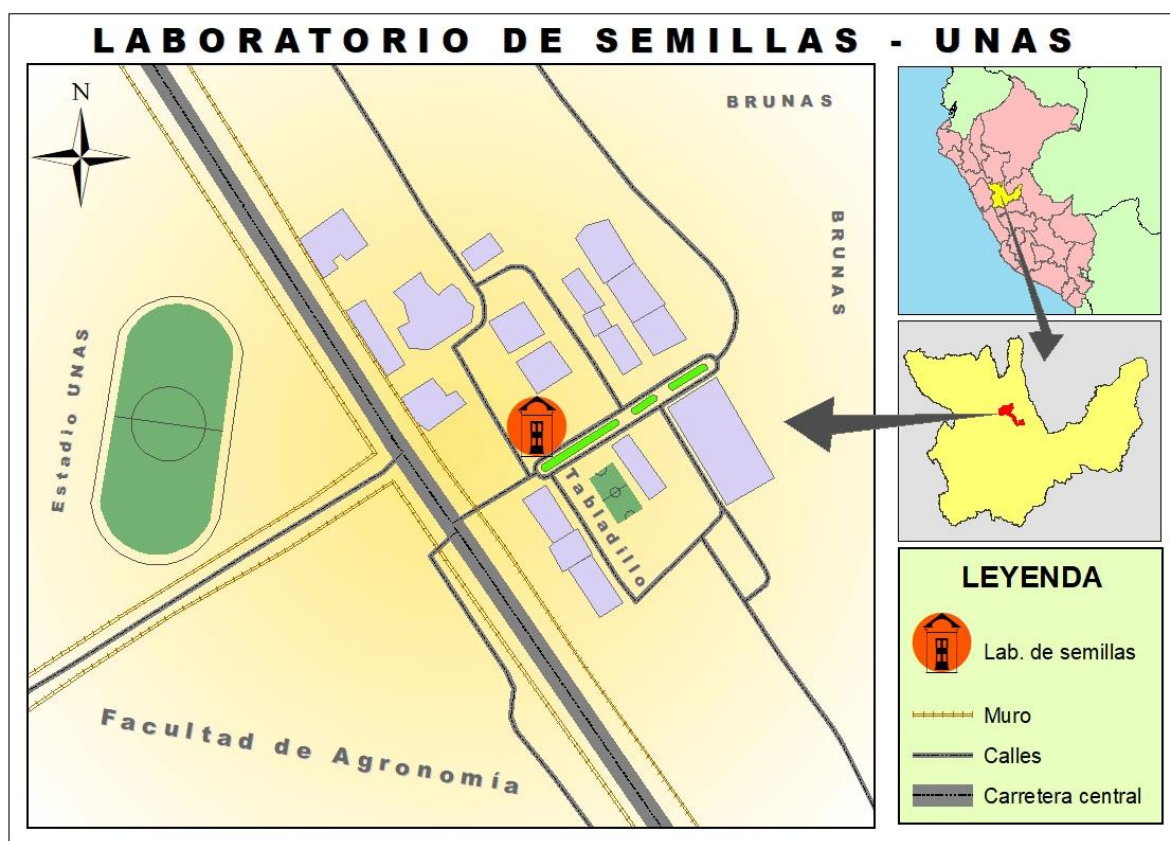 LABORATORIO DE SEMILLAS - UNAS
N
BRUNAS
BRUNAS
Estadio UNAS
Tabladillo
Facultad de Agronomía
LEYENDA
Lab. de semillas
Muro
Calles
Carretera central